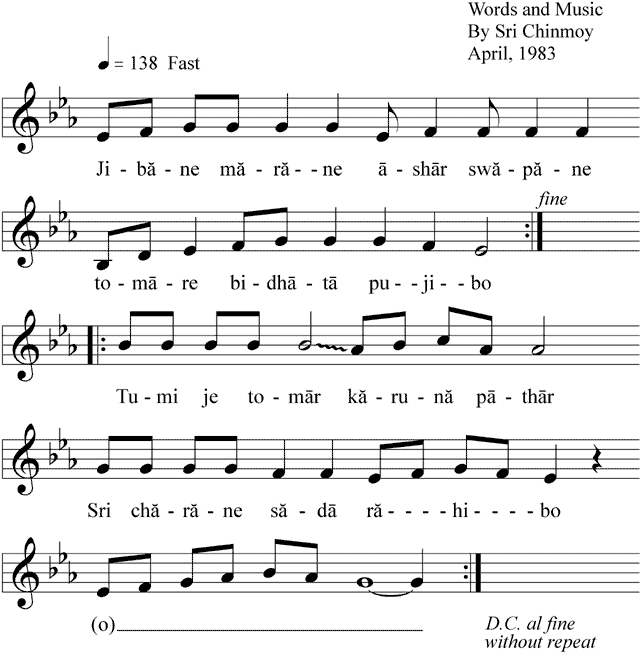 Words and Music
By Sri Chinmoy
April, 1983
= 138 Fast
Ji - bă - ne mă - ră - - ne ā - shār swă - pă - ne
fine
to - mā - re bi - dhā - tā pu - - ji - - bo
Tu - mi je to - mār kă - ru - nă pā - thār
Sri chă - ră - ne să - dā ră - - - - hi - - - - bo
(o)
D.C. al fine
without repeat